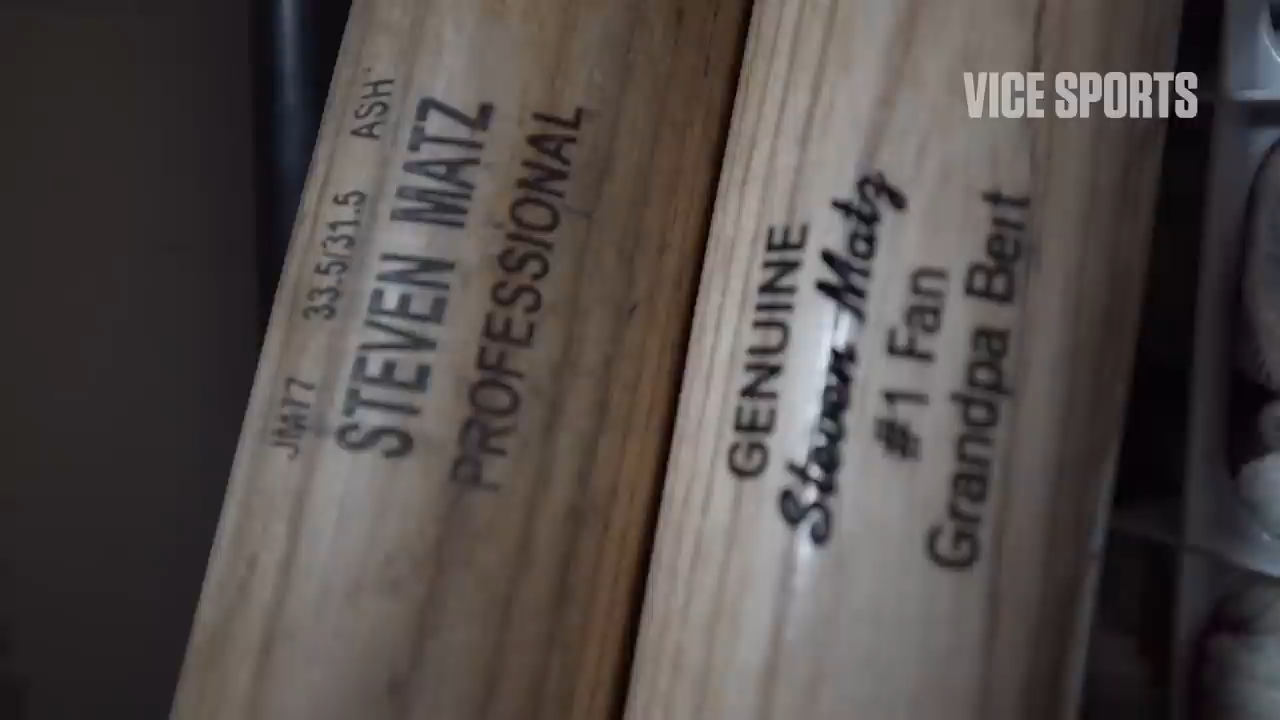 VICE SPORTS
JM77 33.5/31.5 ASH
STEVEN MATZ
PROFESSIONAL
GENUINE
Steven Matz
#1 Fan
Grandpa Bert